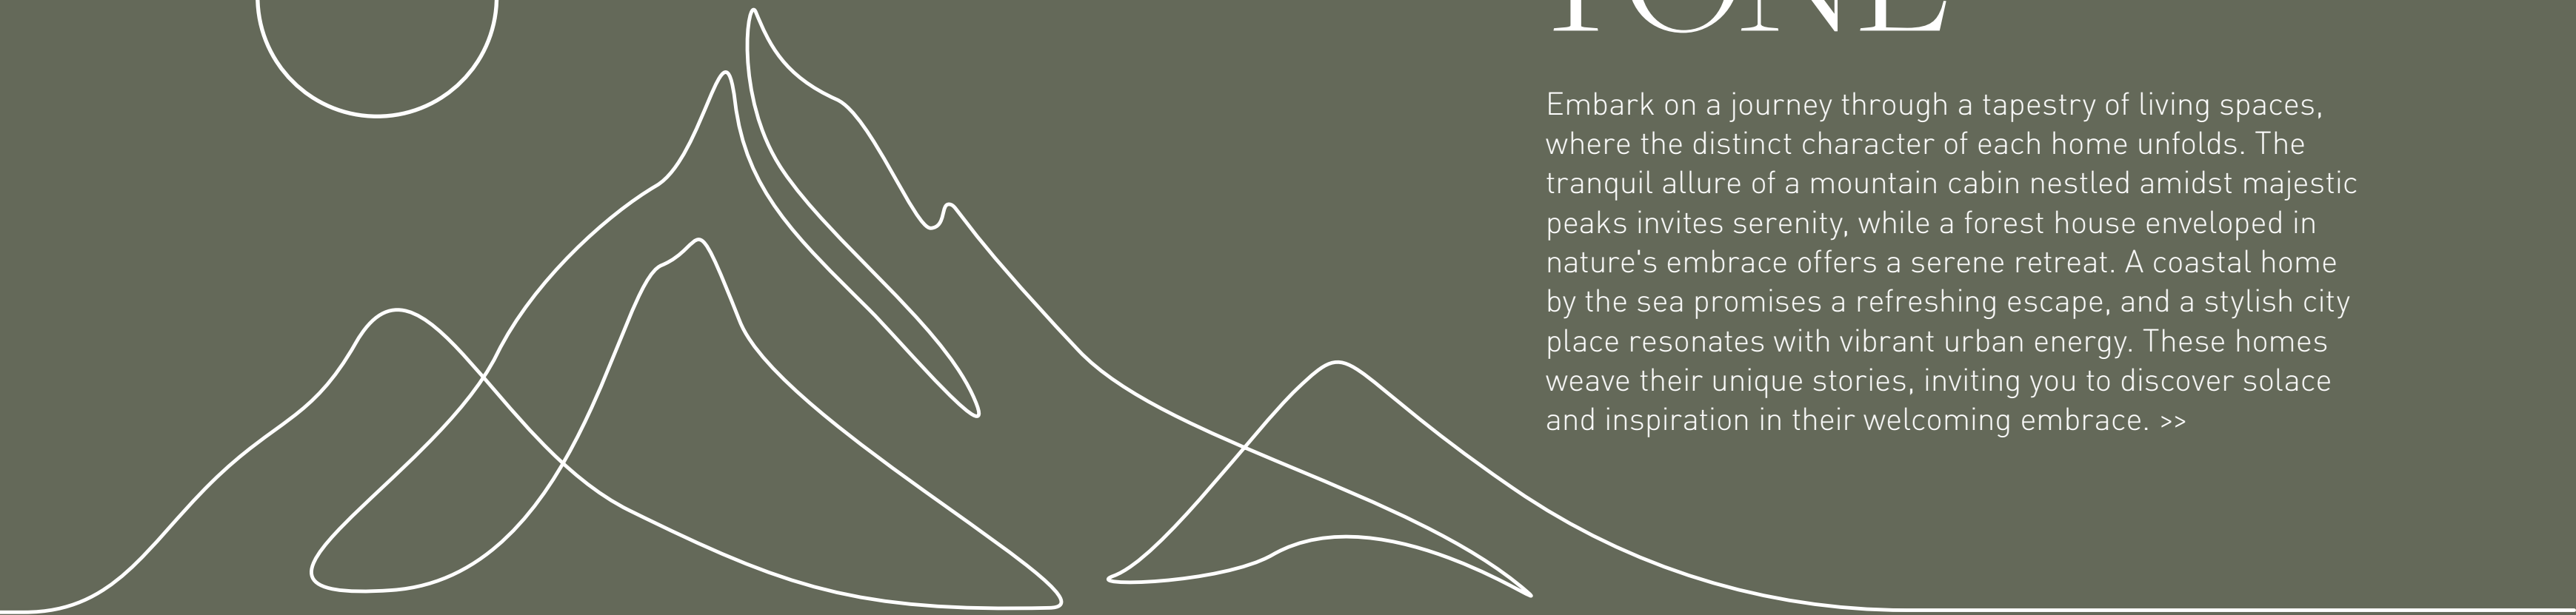 TONE
Embark on a journey through a tapestry of living spaces,
where the distinct character of each home unfolds. The
tranquil allure of a mountain cabin nestled amidst majestic
peaks invites serenity, while a forest house enveloped in
nature's embrace offers a serene retreat. A coastal home
by the sea promises a refreshing escape, and a stylish city
place resonates with vibrant urban energy. These homes
weave their unique stories, inviting you to discover solace
and inspiration in their welcoming embrace. >>